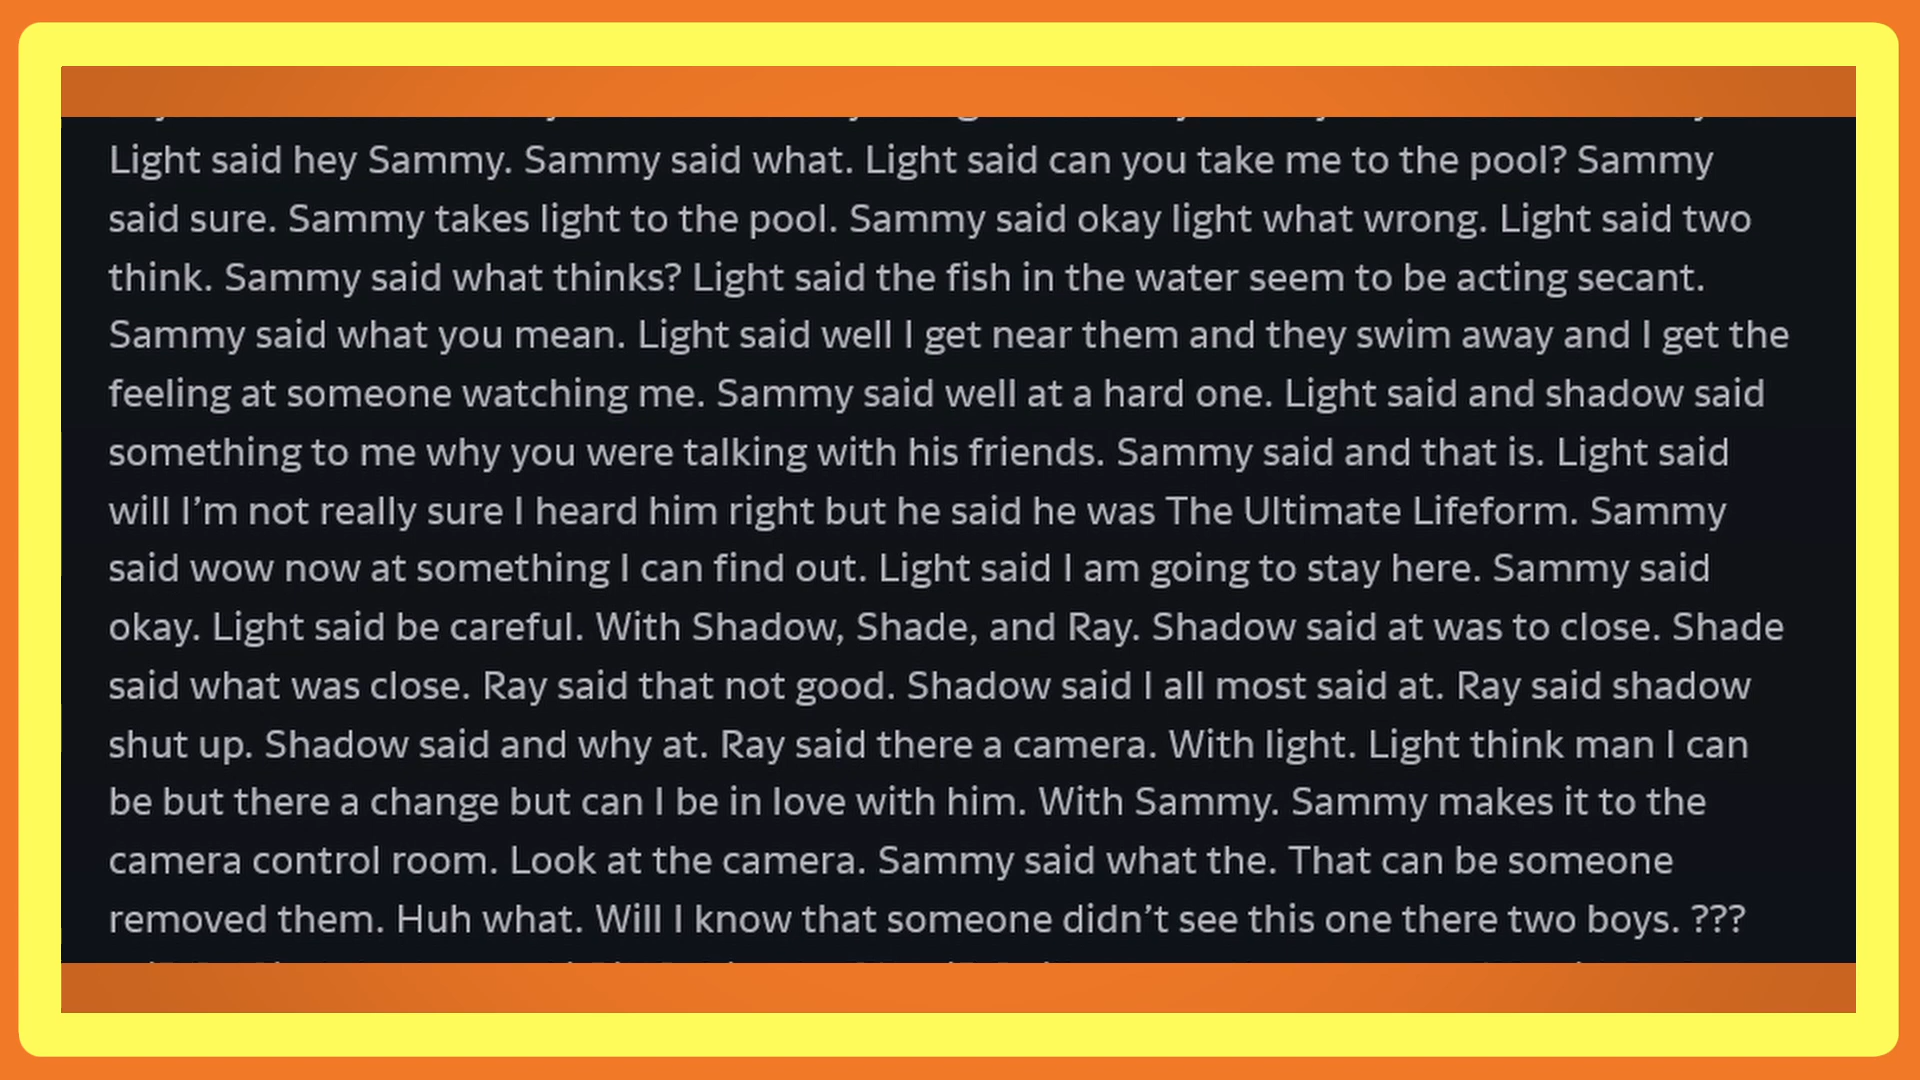 Light said hey Sammy. Sammy said what. Light said can you take me to the pool? Sammy
said sure. Sammy takes light to the pool. Sammy said okay light what wrong. Light said two
think. Sammy said what thinks? Light said the fish in the water seem to be acting secant.
Sammy said what you mean. Light said well I get near them and they swim away and I get the
feeling at someone watching me. Sammy said well at a hard one. Light said and shadow said
something to me why you were talking with his friends. Sammy said and that is. Light said
will I’m not really sure I heard him right but he said he was The Ultimate Lifeform. Sammy
said wow now at something I can find out. Light said I am going to stay here. Sammy said
okay. Light said be careful. With Shadow, Shade, and Ray. Shadow said at was to close. Shade
said what was close. Ray said that not good. Shadow said I all most said at. Ray said shadow
shut up. Shadow said and why at. Ray said there a camera. With light. Light think man I can
be but there a change but can I be in love with him. With Sammy. Sammy makes it to the
camera control room. Look at the camera. Sammy said what the. That can be someone
removed them. Huh what. Will I know that someone didn’t see this one there two boys. ???